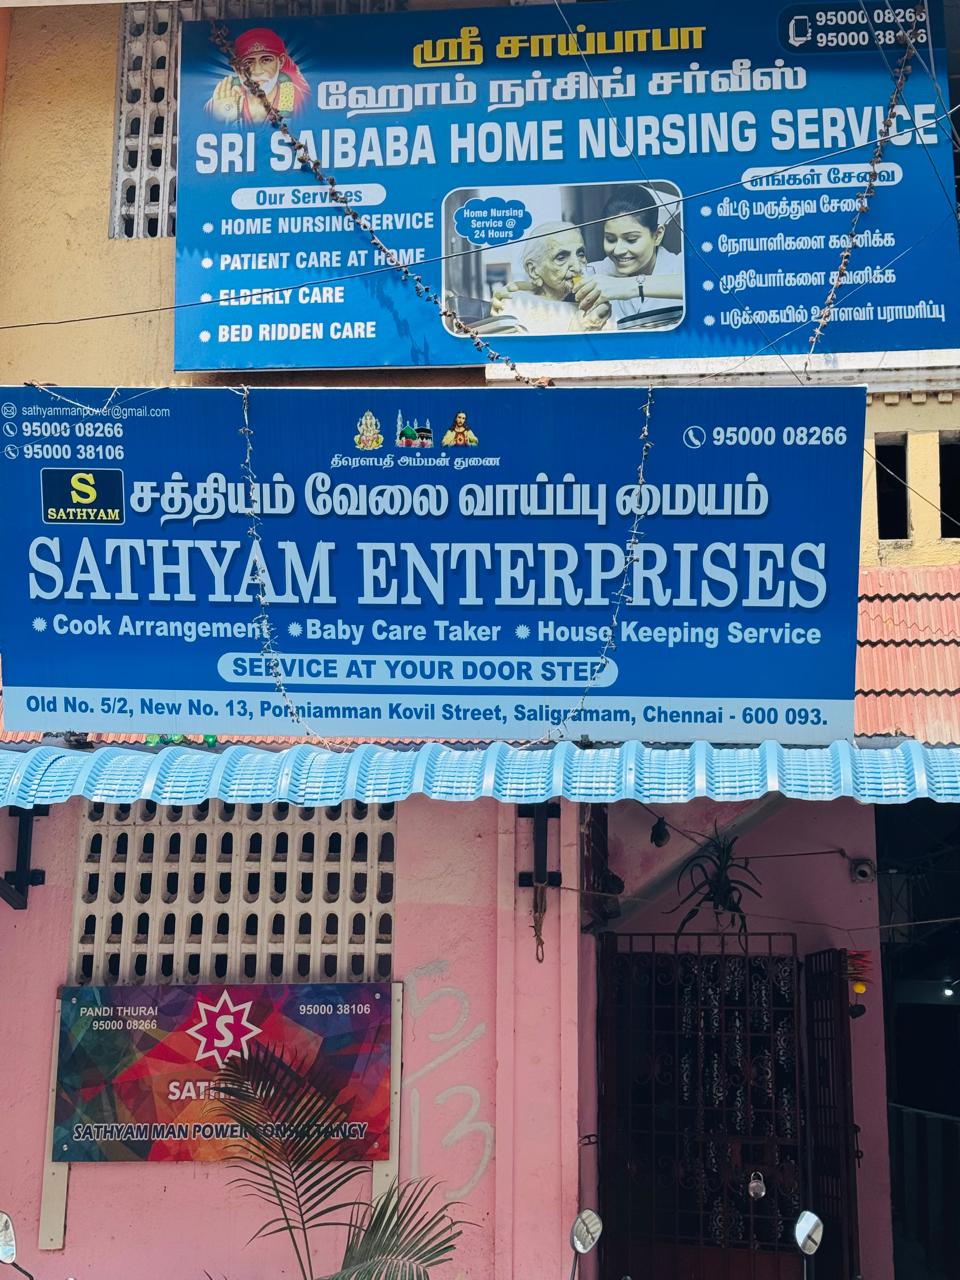 ஸ்ரீ சாய்பாபா
95000 08266
95000 38106
ஹோம் நர்சிங் சர்வீஸ்
SRI SAIBABA HOME NURSING SERVICE
Our Services
HOME NURSING SERVICE
PATIENT CARE AT HOME
ELDERLY CARE
BED RIDDEN CARE
Home Nursing
Service @
24 Hours
எங்கள் சேவை
வீட்டு மருத்துவ சேவை
நோயாளிகளை கவனிக்க
முதியோர்களை கவனிக்க
படுக்கையில் உள்ளவர் பராமரிப்பு
sathyammanpower@gmail.com
95000 08266
95000 38106
திரௌபதி அம்மன் துணை
95000 08266
S
SATHYAM
சத்தியம் வேலை வாய்ப்பு மையம்
SATHYAM ENTERPRISES
Cook Arrangement Baby Care Taker House Keeping Service
SERVICE AT YOUR DOOR STEP
Old No. 5/2, New No. 13, Ponniamman Kovil Street, Saligramam, Chennai - 600 093.
PANDI THURAI
95000 08266
95000 38106
S
SATHYAM
SATHYAM MAN POWER CONSULTANCY
5/
13